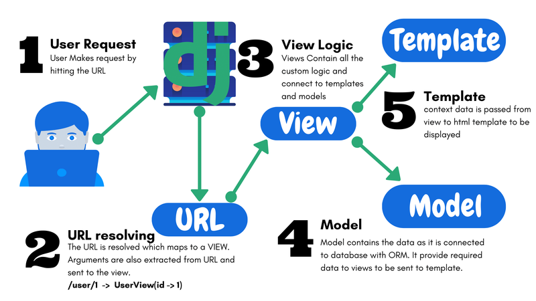 1
User Request
User Makes request by
hitting the URL
dj
3
View Logic
Views Contain all the
custom logic and
connect to templates
and models
Template
5
Template
context data is passed from
view to html template to be
displayed
View
URL
Model
2
URL resolving
The URL is resolved which maps to a VIEW.
Arguments are also extracted from URL and
sent to the view.
/user/1 -> UserView(id -> 1)
4
Model
Model contains the data as it is connected
to database with ORM. It provide required
data to views to be sent to template.